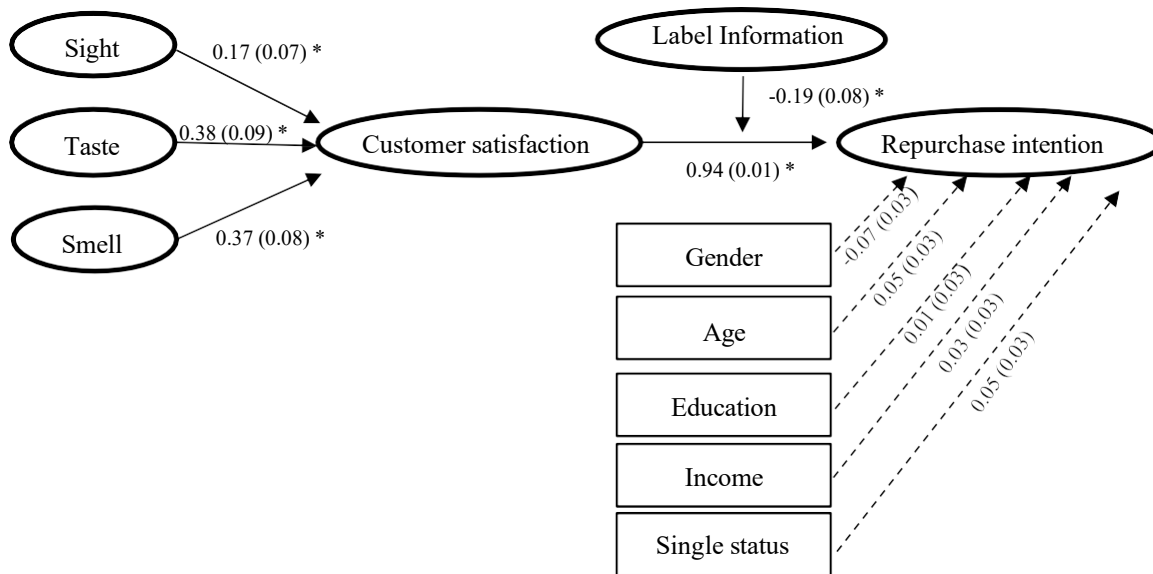 Sight
0.17 (0.07) *
Label Information
-0.19 (0.08) *
Taste
0.38 (0.09) *
Customer satisfaction
0.94 (0.01) *
Repurchase intention
Smell
0.37 (0.08) *
Gender
-0.07 (0.03)
Age
0.05 (0.03)
Education
0.01 (0.03)
Income
0.03 (0.03)
Single status
0.05 (0.03)